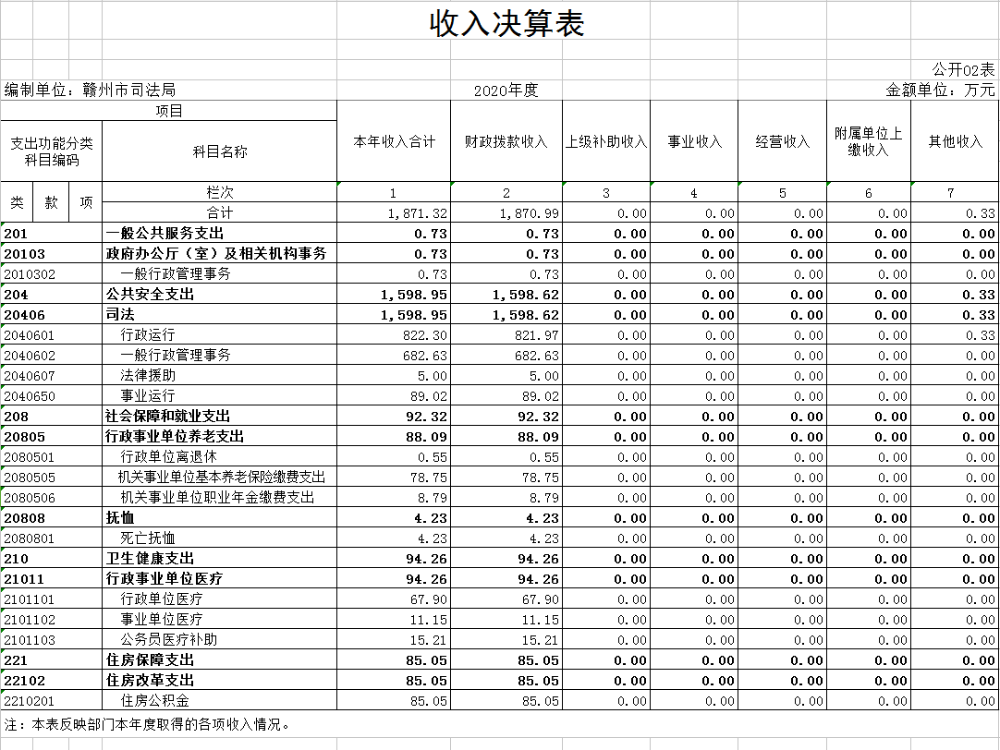 收入决算表
公开02表
编制单位：赣州市司法局 2020年度 金额单位：万元
项目 本年收入合计 财政拨款收入 上级补助收入 事业收入 经营收入 附属单位上缴收入 其他收入
支出功能分类科目编码 科目名称
类 款 项 栏次 1 2 3 4 5 6 7
合计 1,871.32 1,870.99 0.00 0.00 0.00 0.00 0.33
201 一般公共服务支出 0.73 0.73 0.00 0.00 0.00 0.00 0.00
20103 政府办公厅（室）及相关机构事务 0.73 0.73 0.00 0.00 0.00 0.00 0.00
2010302 一般行政管理事务 0.73 0.73 0.00 0.00 0.00 0.00 0.00
204 公共安全支出 1,598.95 1,598.62 0.00 0.00 0.00 0.00 0.33
20406 司法 1,598.95 1,598.62 0.00 0.00 0.00 0.00 0.33
2040601 行政运行 822.30 821.97 0.00 0.00 0.00 0.00 0.33
2040602 一般行政管理事务 682.63 682.63 0.00 0.00 0.00 0.00 0.00
2040607 法律援助 5.00 5.00 0.00 0.00 0.00 0.00 0.00
2040650 事业运行 89.02 89.02 0.00 0.00 0.00 0.00 0.00
208 社会保障和就业支出 92.32 92.32 0.00 0.00 0.00 0.00 0.00
20805 行政事业单位养老支出 88.09 88.09 0.00 0.00 0.00 0.00 0.00
2080501 行政单位离退休 0.55 0.55 0.00 0.00 0.00 0.00 0.00
2080505 机关事业单位基本养老保险缴费支出 78.75 78.75 0.00 0.00 0.00 0.00 0.00
2080506 机关事业单位职业年金缴费支出 8.79 8.79 0.00 0.00 0.00 0.00 0.00
20808 抚恤 4.23 4.23 0.00 0.00 0.00 0.00 0.00
2080801 死亡抚恤 4.23 4.23 0.00 0.00 0.00 0.00 0.00
210 卫生健康支出 94.26 94.26 0.00 0.00 0.00 0.00 0.00
21011 行政事业单位医疗 94.26 94.26 0.00 0.00 0.00 0.00 0.00
2101101 行政单位医疗 67.90 67.90 0.00 0.00 0.00 0.00 0.00
2101102 事业单位医疗 11.15 11.15 0.00 0.00 0.00 0.00 0.00
2101103 公务员医疗补助 15.21 15.21 0.00 0.00 0.00 0.00 0.00
221 住房保障支出 85.05 85.05 0.00 0.00 0.00 0.00 0.00
22102 住房改革支出 85.05 85.05 0.00 0.00 0.00 0.00 0.00
2210201 住房公积金 85.05 85.05 0.00 0.00 0.00 0.00 0.00
注：本表反映部门本年度取得的各项收入情况。